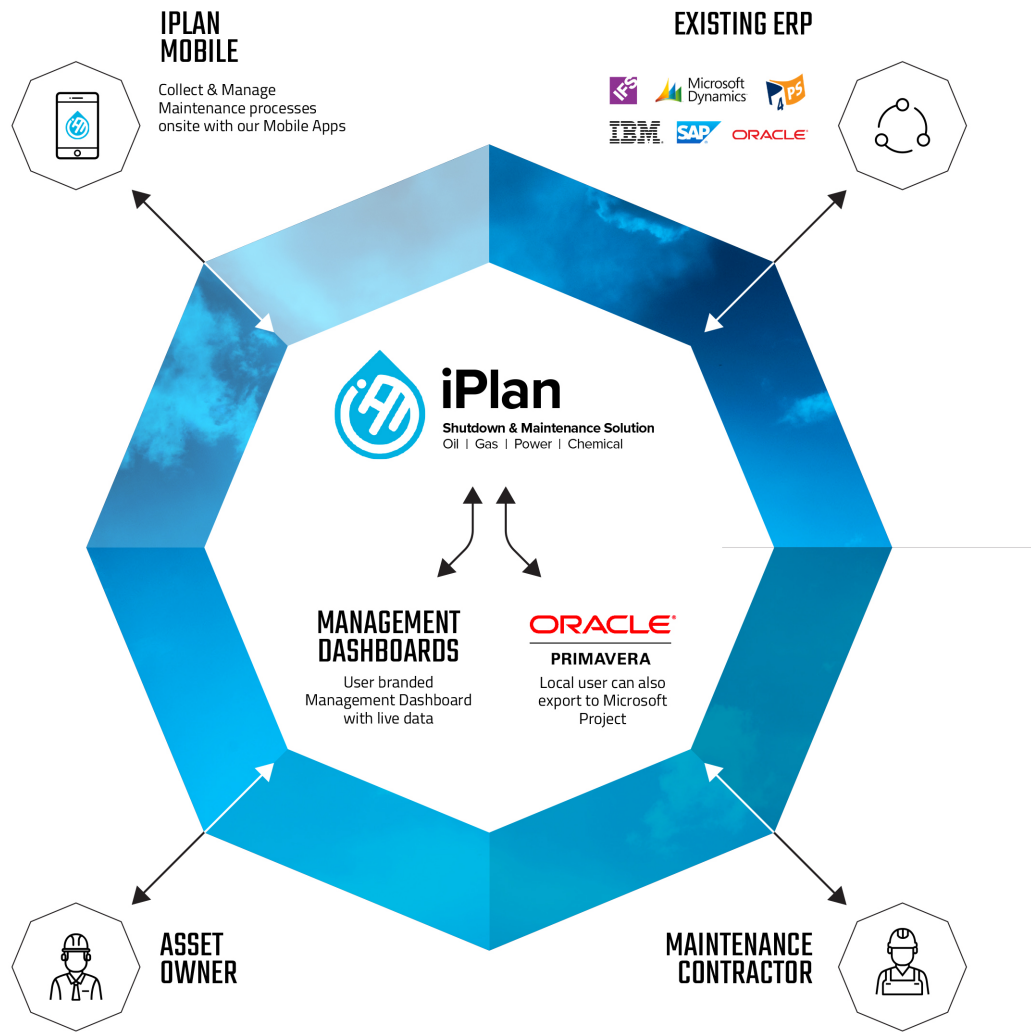 IPLAN
MOBILE
Collect & Manage
Maintenance processes
onsite with our Mobile Apps
EXISTING ERP
IFS
Microsoft
Dynamics
IBM.
SAP®
ORACLE®
iPlan
Shutdown & Maintenance Solution
Oil | Gas | Power | Chemical
MANAGEMENT
DASHBOARDS
User branded
Management Dashboard
with live data
ORACLE®
PRIMAVERA
Local user can also
export to Microsoft
Project
ASSET
OWNER
MAINTENANCE
CONTRACTOR